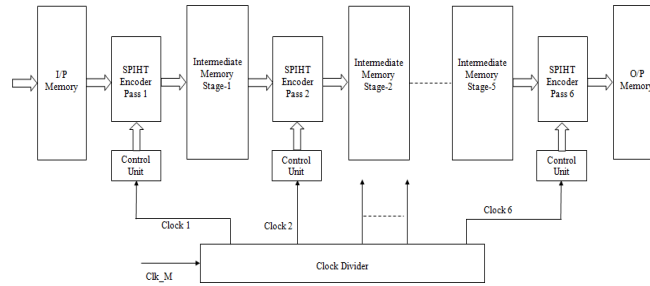 I/P
Memory
SPIHT
Encoder
Pass 1
Intermediate
Memory
Stage-1
SPIHT
Encoder
Pass 2
Intermediate
Memory
Stage-2
Intermediate
Memory
Stage-5
SPIHT
Encoder
Pass 6
O/P
Memory
Control
Unit
Control
Unit
Control
Unit
Clock 1
Clock 2
Clock 6
Clk_M
Clock Divider